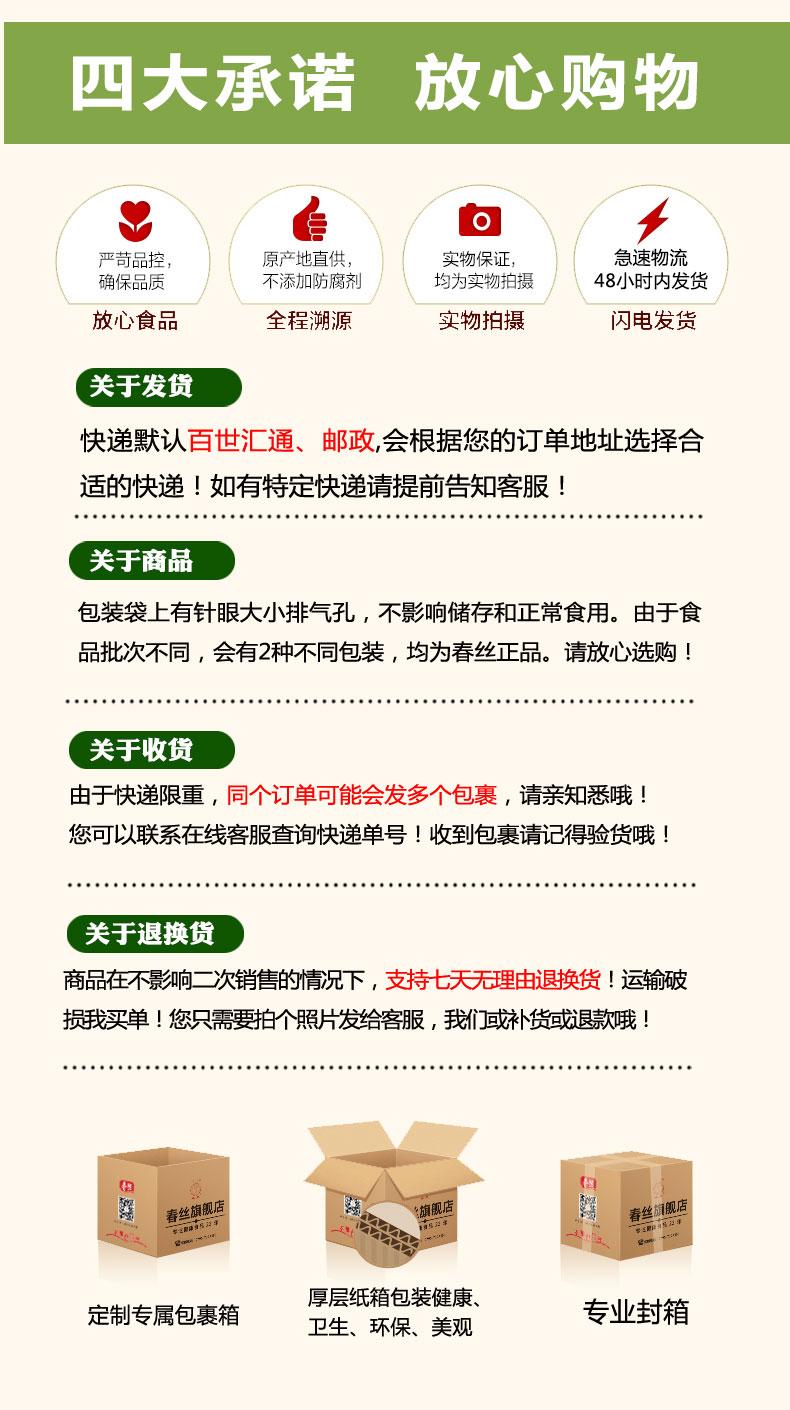 四大承诺 放心购物
严苛品控,
确保品质
放心食品
原产地直供,
不添加防腐剂
全程溯源
实物保证,
均为实物拍摄
实物拍摄
急速物流
48小时内发货
闪电发货
关于发货
快递默认百世汇通、邮政,会根据您的订单地址选择合
适的快递！如有特定快递请提前告知客服！
关于商品
包装袋上有针眼大小排气孔，不影响储存和正常食用。由于食
品批次不同，会有2种不同包装，均为春丝正品。请放心选购！
关于收货
由于快递限重，同个订单可能会发多个包裹，请亲知悉哦！
您可以联系在线客服查询快递单号！收到包裹请记得验货哦！
关于退换货
商品在不影响二次销售的情况下，支持七天无理由退换货！运输破
损我买单！您只需要拍个照片发给客服，我们或补货或退款哦！
春丝旗舰店
春丝旗舰店
春丝旗舰店
定制专属包裹箱
厚层纸箱包装健康、
卫生、环保、美观
专业封箱